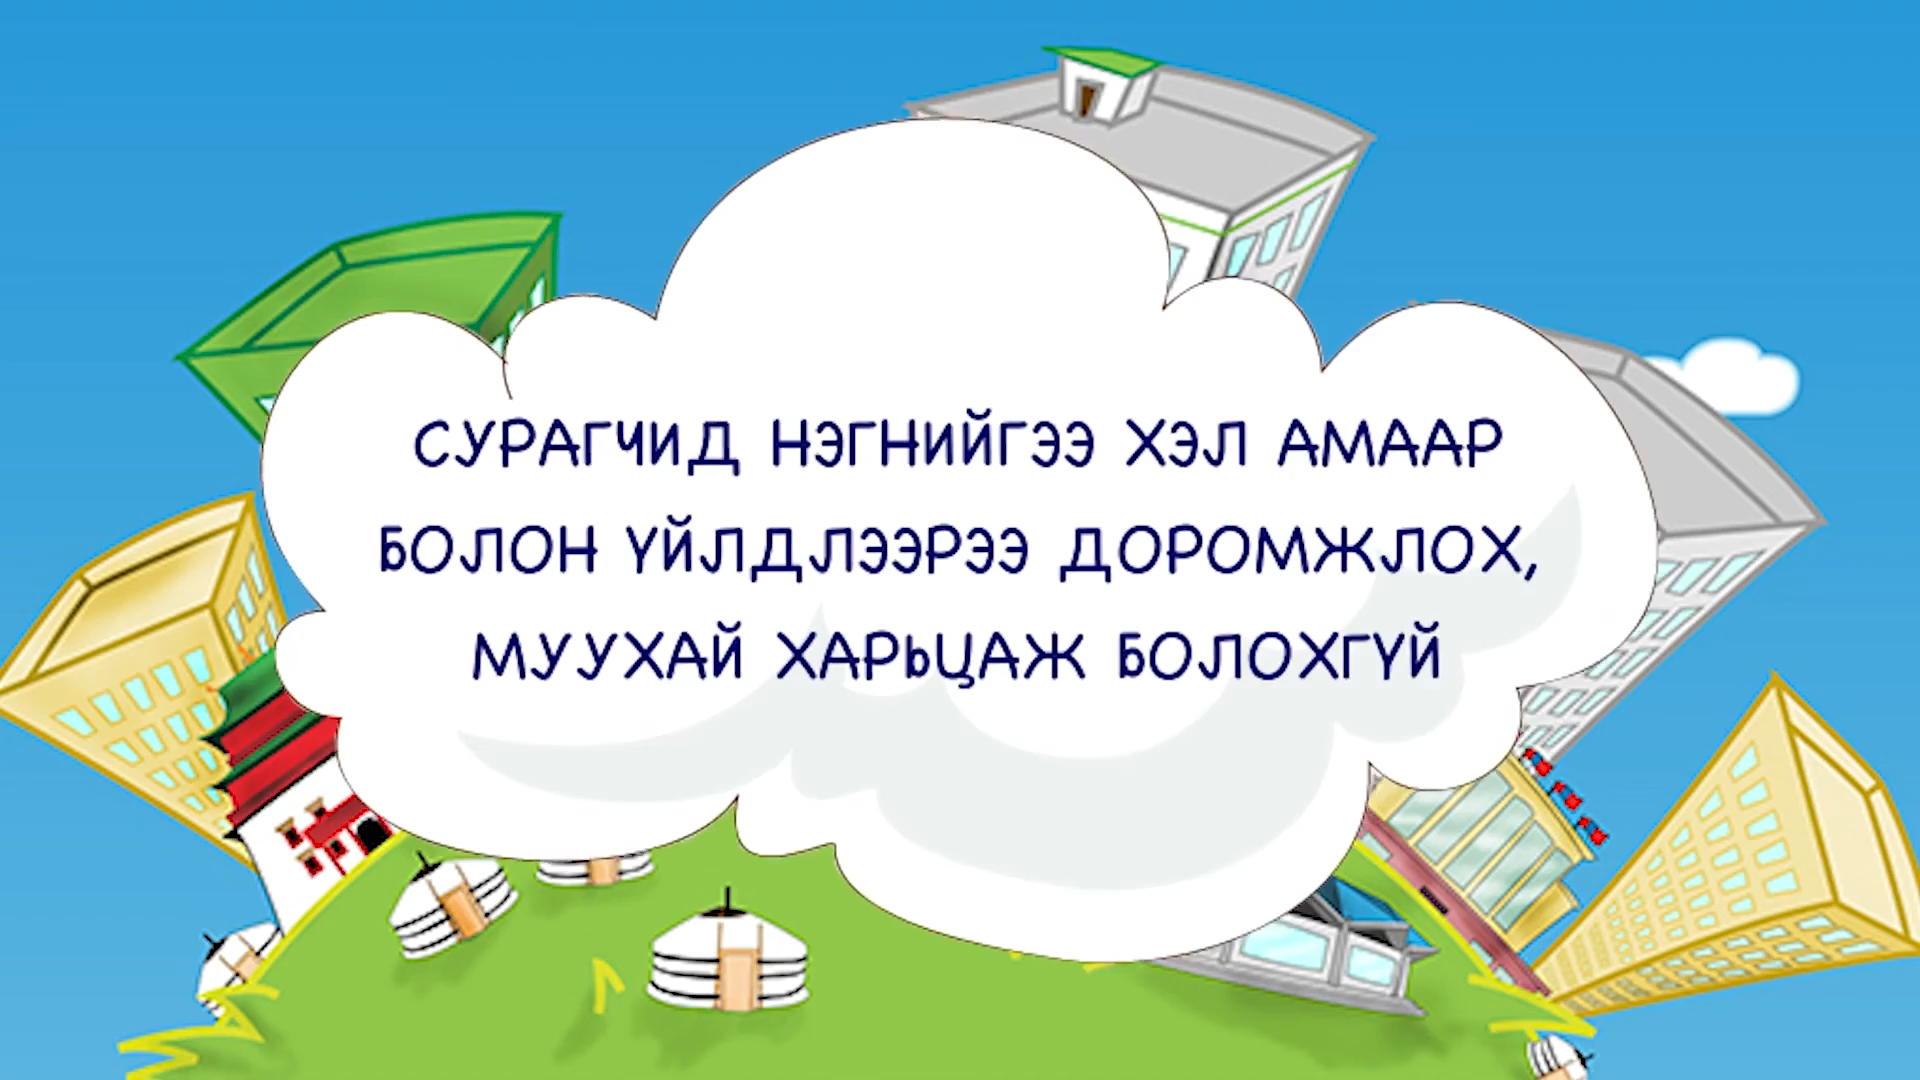 СУРАГЧИД НЭГНИЙГЭЭ ХЭЛ АМААР
БОЛОН ҮЙЛДЛЭЭРЭЭ ДОРОМЖЛОХ,
МУУХАЙ ХАРЬЦАЖ БОЛОХГҮЙ